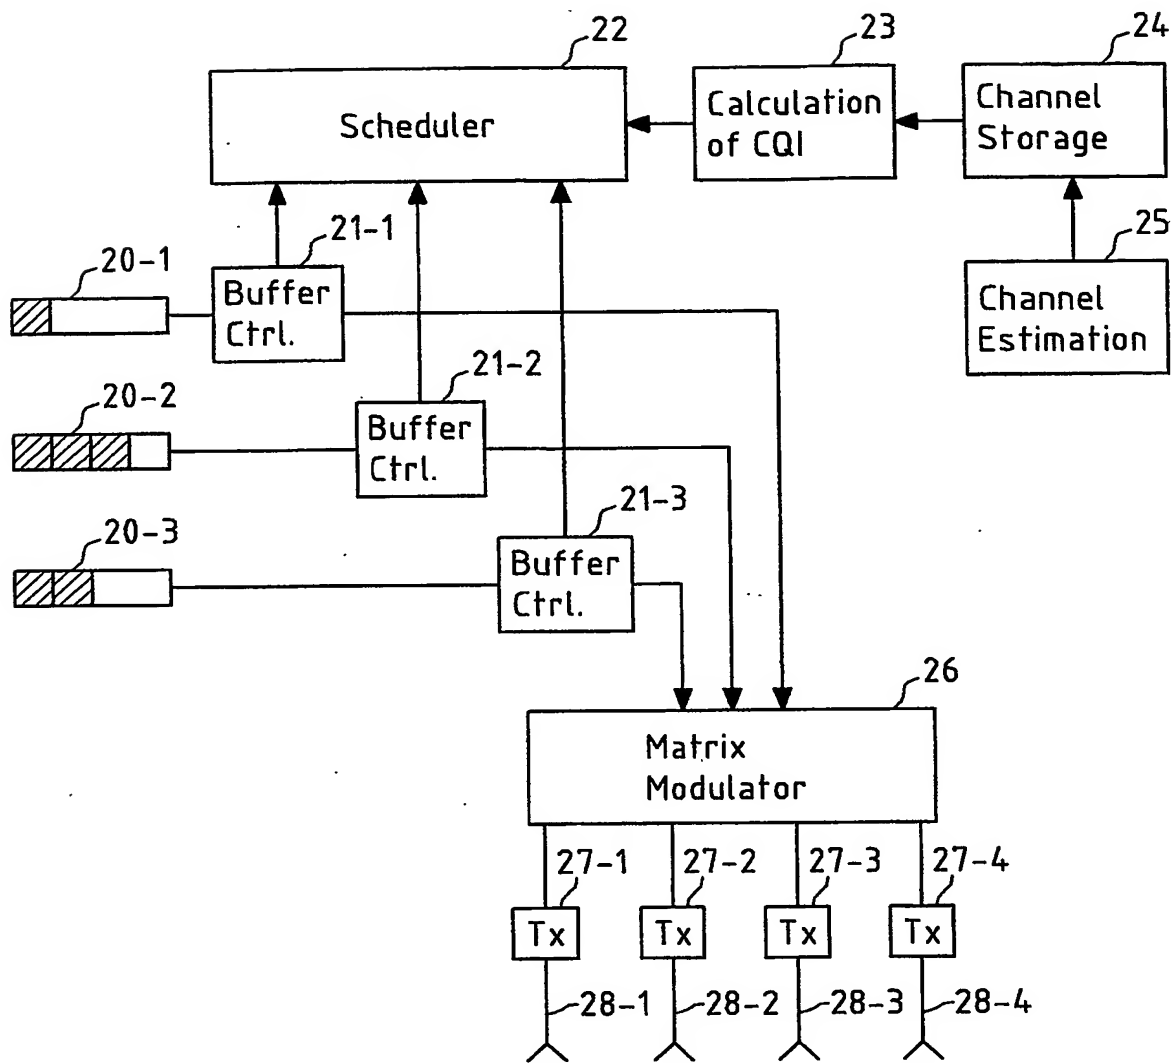 22
23
24
Scheduler
Calculation
of CQI
Channel
Storage
25
Channel
Estimation
20-1
21-1
Buffer
Ctrl.
20-2
21-2
Buffer
Ctrl.
20-3
21-3
Buffer
Ctrl.
26
Matrix
Modulator
27-1
27-2
27-3
27-4
Tx
Tx
Tx
Tx
28-1
28-2
28-3
28-4